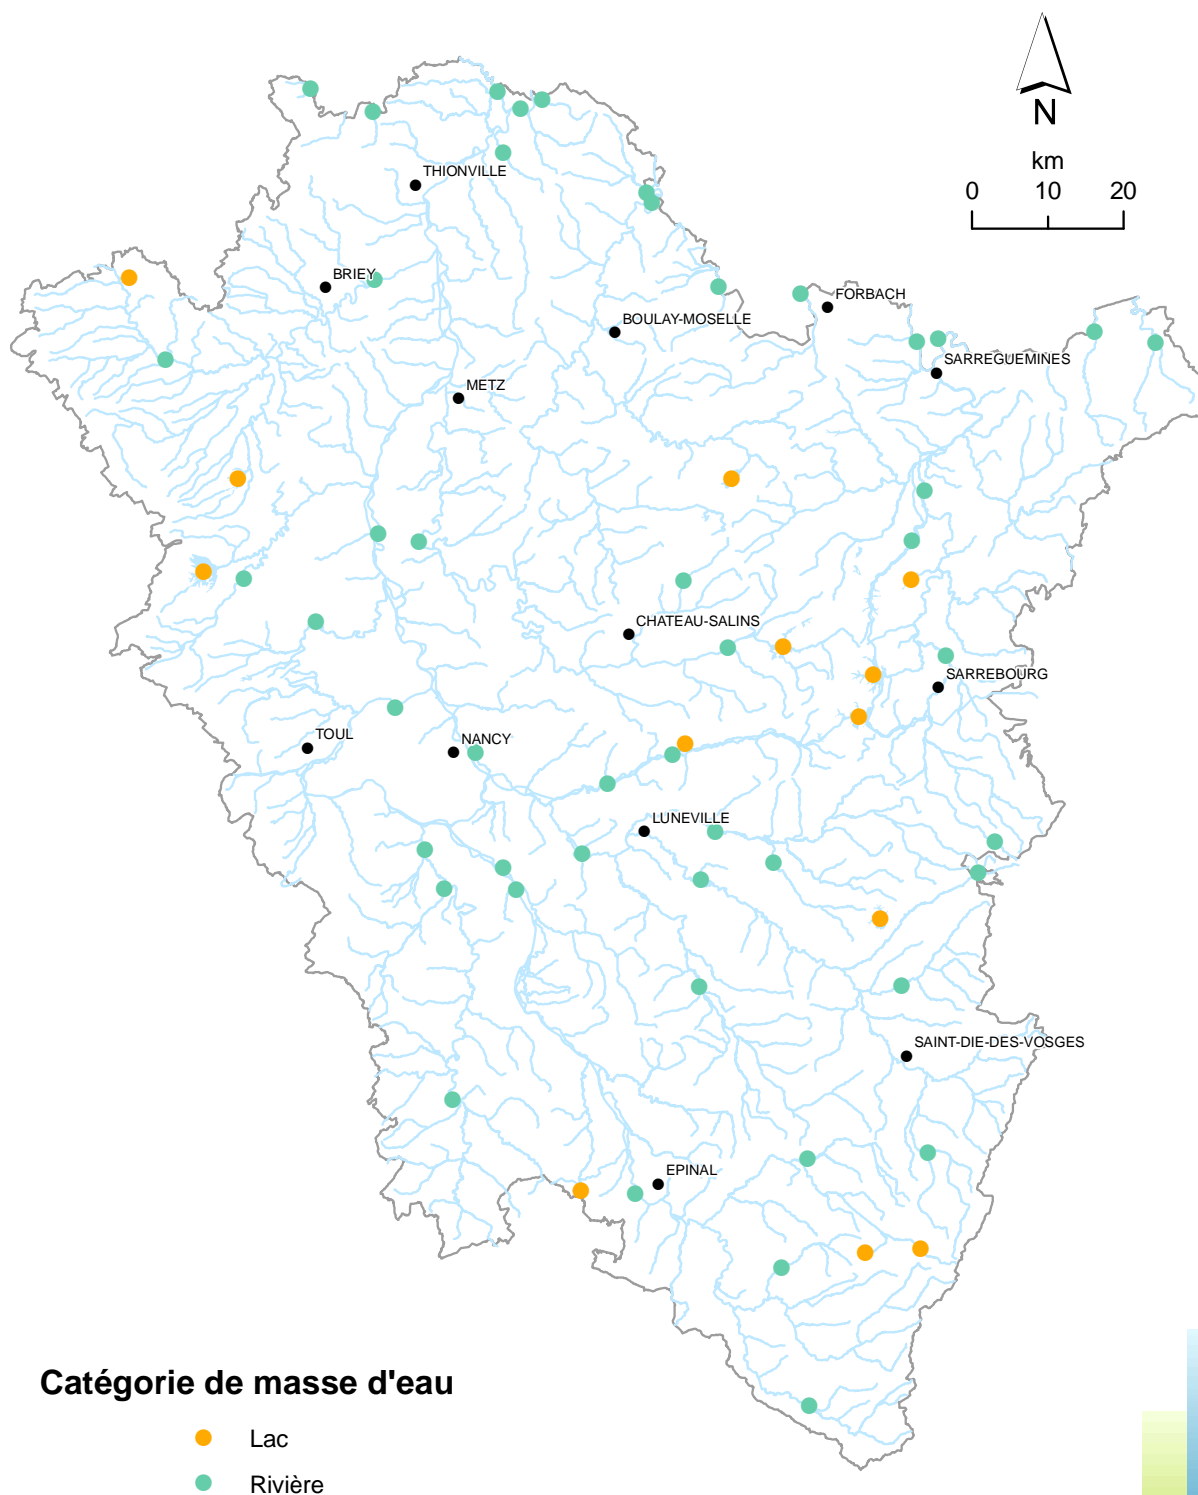 N
km
0 10 20
THIONVILLE
BRIEY
FORBACH
BOULAY-MOSELLE
SARREGUEMINES
METZ
CHATEAU-SALINS
SARREBOURG
TOUL
NANCY
LUNEVILLE
SAINT-DIE-DES-VOSGES
EPINAL
Catégorie de masse d'eau
Lac
Rivière